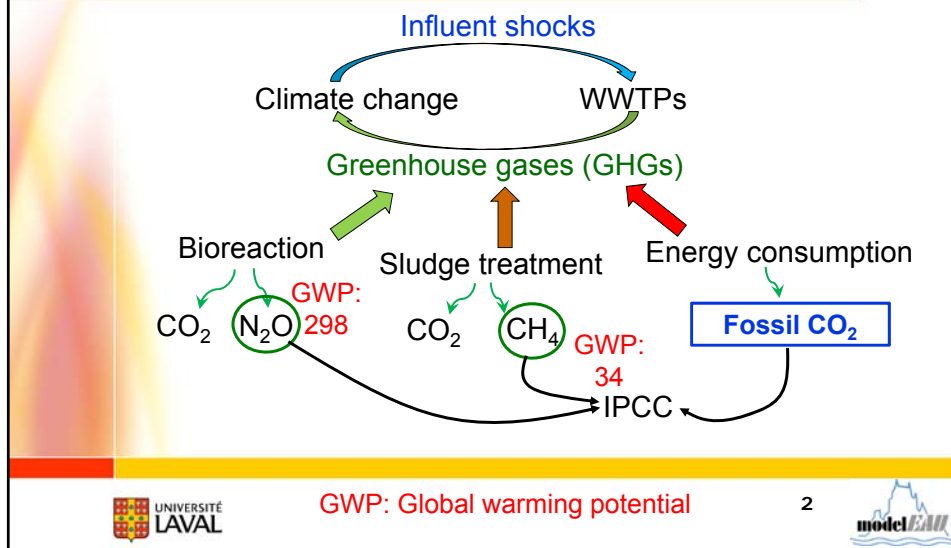 Influent shocks
Climate change WWTPs
Greenhouse gases (GHGs)
Bioreaction Sludge treatment Energy consumption
CO₂ N₂O GWP: 298 CO₂ CH₄ GWP: 34 Fossil CO₂
IPCC
UNIVERSITÉ
LAVAL
GWP: Global warming potential
2
modelEAU